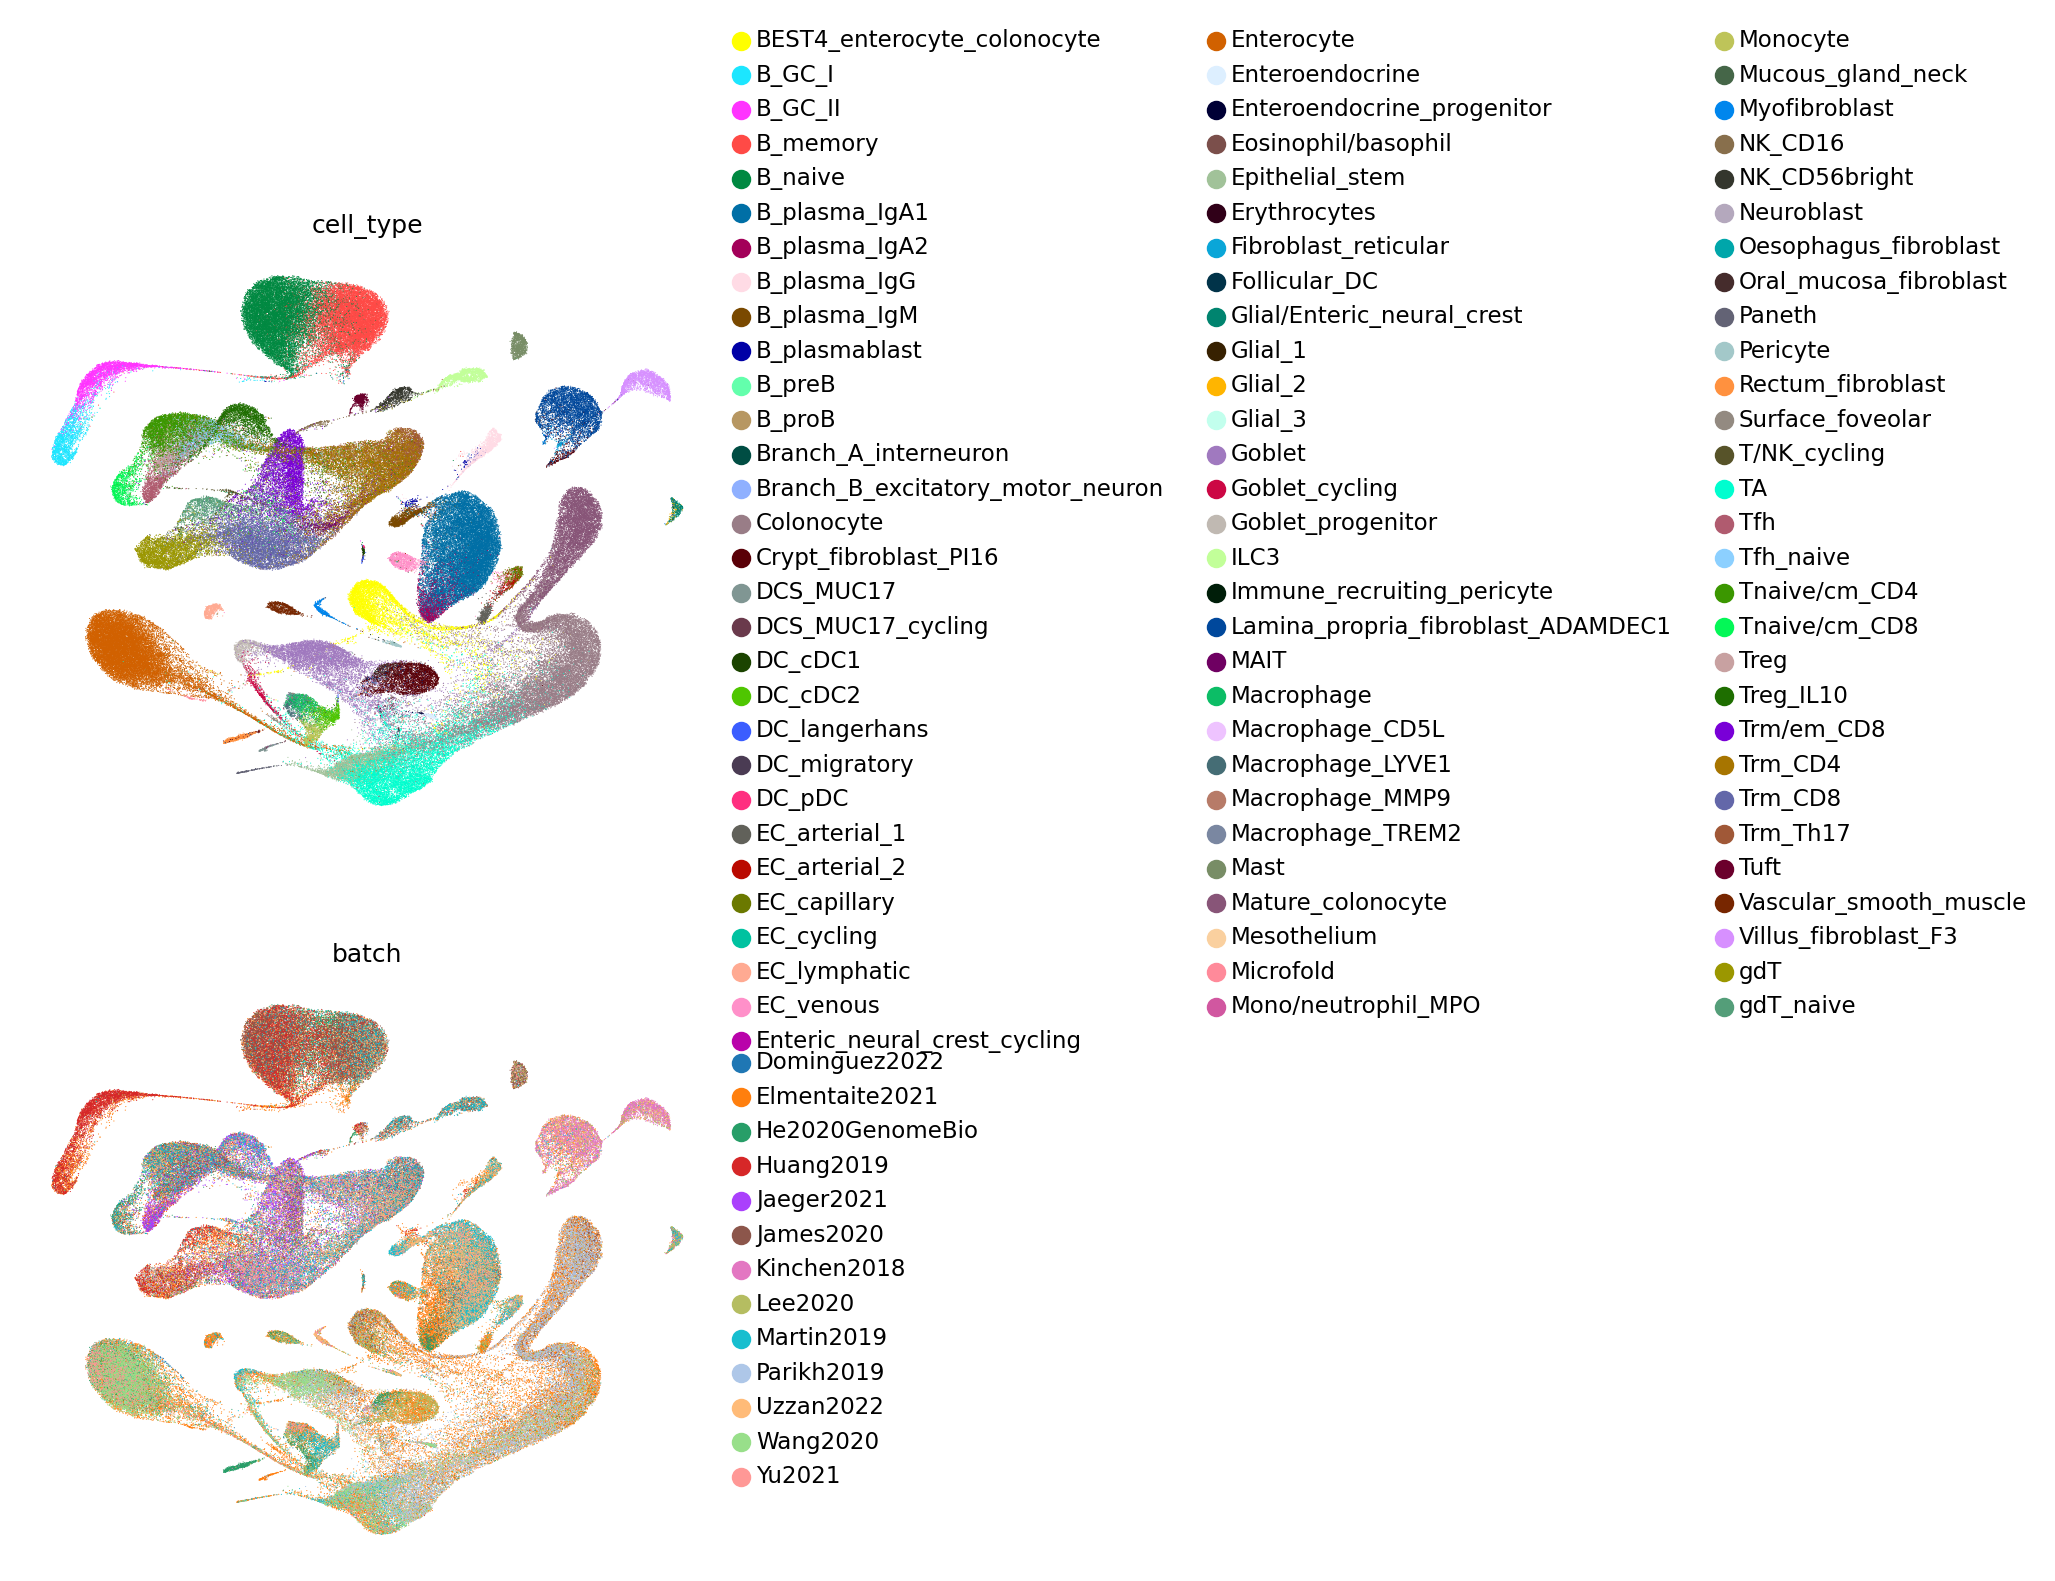 cell_type
BEST4_enterocyte_colonocyte
B_GC_I
B_GC_II
B_memory
B_naive
B_plasma_IgA1
B_plasma_IgA2
B_plasma_IgG
B_plasma_IgM
B_plasmablast
B_preB
B_proB
Branch_A_interneuron
Branch_B_excitatory_motor_neuron
Colonocyte
Crypt_fibroblast_PI16
DCS_MUC17
DCS_MUC17_cycling
DC_cDC1
DC_cDC2
DC_langerhans
DC_migratory
DC_pDC
EC_arterial_1
EC_arterial_2
EC_capillary
EC_cycling
EC_lymphatic
EC_venous
Enteric_neural_crest_cycling
Enterocyte
Enteroendocrine
Enteroendocrine_progenitor
Eosinophil/basophil
Epithelial_stem
Erythrocytes
Fibroblast_reticular
Follicular_DC
Glial/Enteric_neural_crest
Glial_1
Glial_2
Glial_3
Goblet
Goblet_cycling
Goblet_progenitor
ILC3
Immune_recruiting_pericyte
Lamina_propria_fibroblast_ADAMDEC1
MAIT
Macrophage
Macrophage_CD5L
Macrophage_LYVE1
Macrophage_MMP9
Macrophage_TREM2
Mast
Mature_colonocyte
Mesothelium
Microfold
Mono/neutrophil_MPO
Monocyte
Mucous_gland_neck
Myofibroblast
NK_CD16
NK_CD56bright
Neuroblast
Oesophagus_fibroblast
Oral_mucosa_fibroblast
Paneth
Pericyte
Rectum_fibroblast
Surface_foveolar
T/NK_cycling
TA
Tfh
Tfh_naive
Tnaive/cm_CD4
Tnaive/cm_CD8
Treg
Treg_IL10
Trm/em_CD8
Trm_CD4
Trm_CD8
Trm_Th17
Tuft
Vascular_smooth_muscle
Villus_fibroblast_F3
gdT
gdT_naive
batch
Dominguez2022
Elmentaite2021
He2020GenomeBio
Huang2019
Jaeger2021
James2020
Kinchen2018
Lee2020
Martin2019
Parikh2019
Uzzan2022
Wang2020
Yu2021